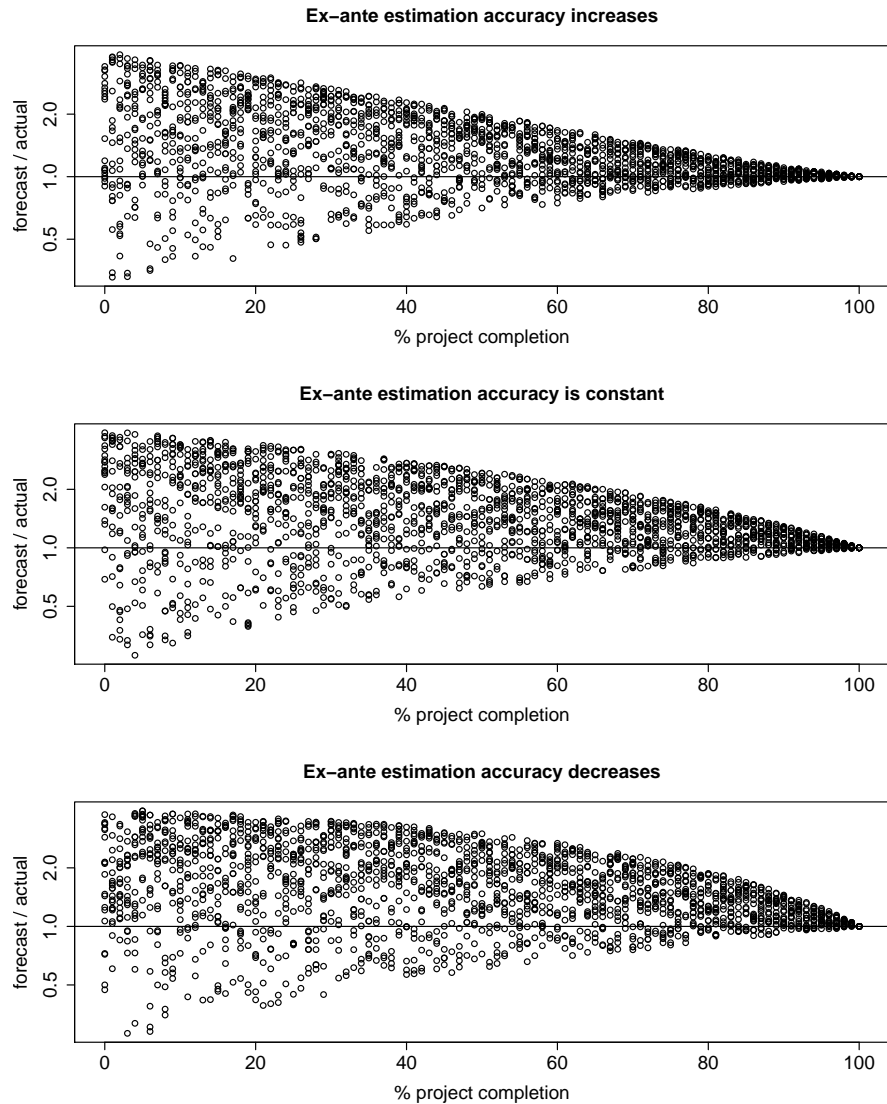 Ex−ante estimation accuracy increases
forecast / actual
2.0
1.0
0.5
0 20 40 60 80 100
% project completion
Ex−ante estimation accuracy is constant
forecast / actual
2.0
1.0
0.5
0 20 40 60 80 100
% project completion
Ex−ante estimation accuracy decreases
forecast / actual
2.0
1.0
0.5
0 20 40 60 80 100
% project completion